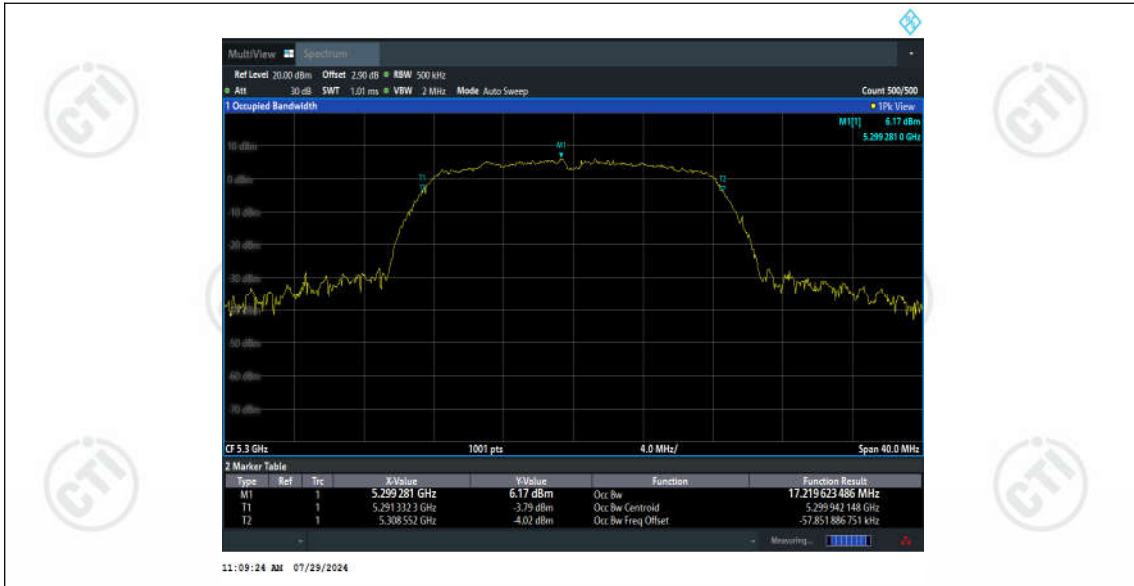 MultiView Spectrum
Ref Level 20.00 dBm Offset 2.90 dB RBW 500 kHz
Att 30 dB SWT 1.01 ms VBW 2 MHz Mode Auto Sweep Count 500/500
1 Occupied Bandwidth 1Pk View
M1[1] 6.17 dBm
5.299 281 0 GHz
10 dBm
M1
0 dBm
T1
T2
-10 dBm
-20 dBm
-30 dBm
-40 dBm
-50 dBm
-60 dBm
-70 dBm
CF 5.3 GHz 1001 pts 4.0 MHz/ Span 40.0 MHz
2 Marker Table
Type Ref Trc X-Value Y-Value Function Function Result
M1 1 5.299 281 GHz 6.17 dBm Occ Bw 17.219 623 486 MHz
T1 1 5.291 332 3 GHz -3.79 dBm Occ Bw Centroid 5.299 942 148 GHz
T2 1 5.308 552 GHz -4.02 dBm Occ Bw Freq Offset -57.851 886 751 kHz
Measuring...
11:09:24 AM 07/29/2024
CTI
CTI
CTI
CTI